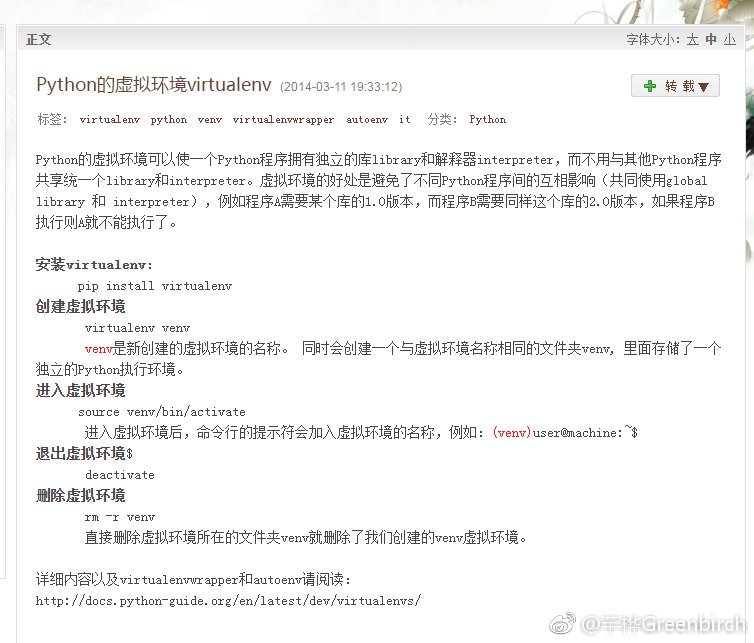 正文
字体大小: 大 中 小
Python的虚拟环境virtualenv (2014-03-11 19:33:12)
转载▼
标签: virtualenv python venv virtualenvwrapper autoenv it 分类: Python
Python的虚拟环境可以使一个Python程序拥有独立的库library和解释器interpreter，而不用与其他Python程序
共享统一个library和interpreter。虚拟环境的好处是避免了不同Python程序间的互相影响（共同使用global
library 和 interpreter），例如程序A需要某个库的1.0版本，而程序B需要同样这个库的2.0版本，如果程序B
执行则A就不能执行了。
安装virtualenv:
pip install virtualenv
创建虚拟环境
virtualenv venv
venv是新创建的虚拟环境的名称。 同时会创建一个与虚拟环境名称相同的文件夹venv, 里面存储了一个
独立的Python执行环境。
进入虚拟环境
source venv/bin/activate
进入虚拟环境后，命令行的提示符会加入虚拟环境的名称，例如：(venv)user@machine:~$
退出虚拟环境$
deactivate
删除虚拟环境
rm -r venv
直接删除虚拟环境所在的文件夹venv就删除了我们创建的venv虚拟环境。
详细内容以及virtualenvwrapper和autoenv请阅读:
http://docs.python-guide.org/en/latest/dev/virtualenvs/
Greenbirch